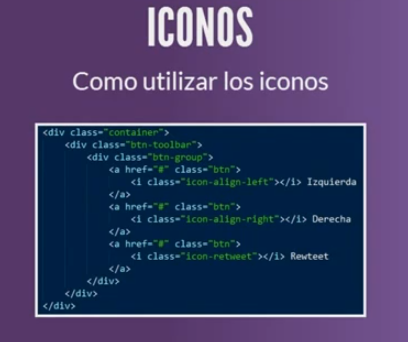 ICONOS
Como utilizar los iconos
<div class="container">
<div class="btn-toolbar">
<div class="btn-group">
<a href="#" class="btn">
<i class="icon-align-left"></i> Izquierda
</a>
<a href="#" class="btn">
<i class="icon-align-right"></i> Derecha
</a>
<a href="#" class="btn">
<i class="icon-retweet"></i> Rewteet
</a>
</div>
</div>
</div>